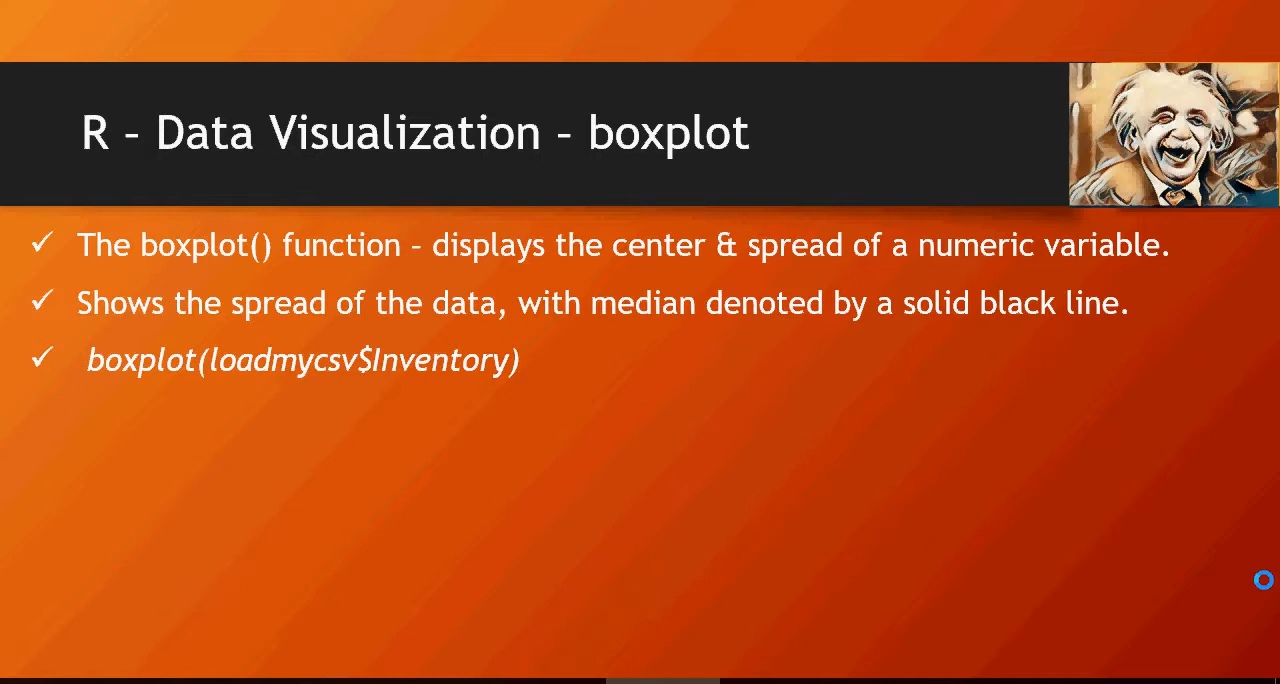 R – Data Visualization – boxplot
✓ The boxplot() function – displays the center & spread of a numeric variable.
✓ Shows the spread of the data, with median denoted by a solid black line.
✓ boxplot(loadmycsv$Inventory)